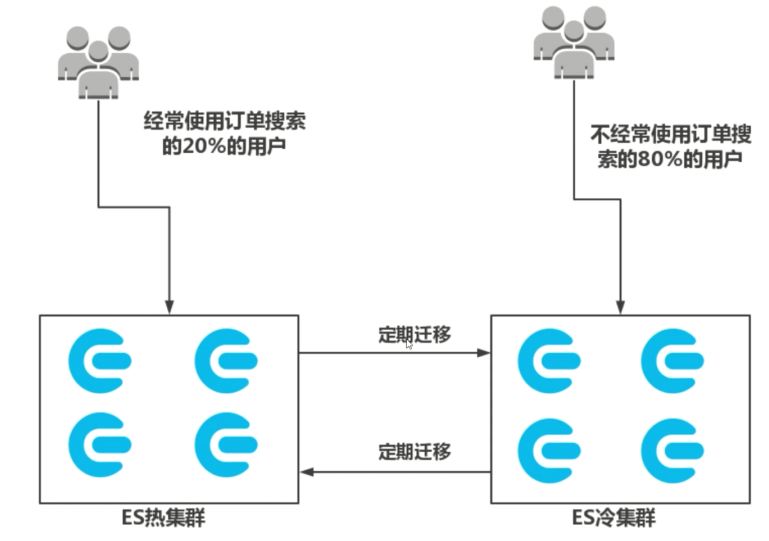 经常使用订单搜索
的20%的用户
不经常使用订单搜
索的80%的用户
定期迁移
定期迁移
ES热集群
ES冷集群